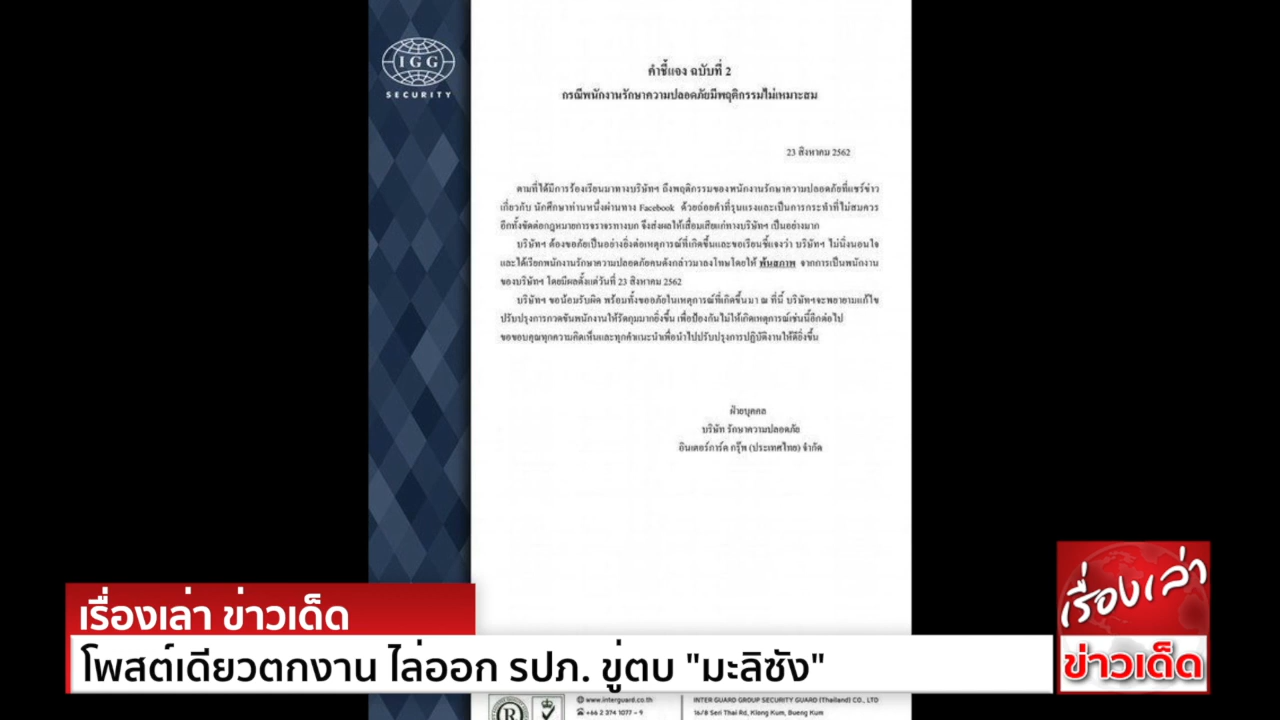 IGG
SECURITY
คำชี้แจง ฉบับที่ 2
กรณีพนักงานรักษาความปลอดภัยมีพฤติกรรมไม่เหมาะสม
23 สิงหาคม 2562
ตามที่ได้มีการร้องเรียนมาทางบริษัทฯ ถึงพฤติกรรมของพนักงานรักษาความปลอดภัยที่แชร์ข่าว
เกี่ยวกับ นักศึกษาท่านหนึ่งผ่านทาง Facebook ด้วยถ้อยคำที่รุนแรงและเป็นการกระทำที่ไม่สมควร
อีกทั้งขัดต่อกฎหมายการจราจรทางบก จึงส่งผลให้เสื่อมเสียแก่ทางบริษัทฯ เป็นอย่างมาก
บริษัทฯ ต้องขออภัยเป็นอย่างยิ่งต่อเหตุการณ์ที่เกิดขึ้นและขอเรียนชี้แจงว่า บริษัทฯ ไม่นิ่งนอนใจ
และได้เรียกพนักงานรักษาความปลอดภัยคนดังกล่าวมาลงโทษโดยให้ พ้นสภาพ จากการเป็นพนักงาน
ของบริษัทฯ โดยมีผลตั้งแต่วันที่ 23 สิงหาคม 2562
บริษัทฯ ขอน้อมรับผิด พร้อมทั้งขออภัยในเหตุการณ์ที่เกิดขึ้นมา ณ ที่นี้ บริษัทฯจะพยายามแก้ไข
ปรับปรุงการกวดขันพนักงานให้รัดกุมมากยิ่งขึ้น เพื่อป้องกันไม่ให้เกิดเหตุการณ์เช่นนี้อีกต่อไป
ขอขอบคุณทุกความคิดเห็นและทุกคำแนะนำเพื่อนำไปปรับปรุงการปฏิบัติงานให้ดียิ่งขึ้น
ฝ่ายบุคคล
บริษัท รักษาความปลอดภัย
อินเตอร์การ์ด กรุ๊พ (ประเทศไทย) จำกัด
เรื่องเล่า ข่าวเด็ด
โพสต์เดียวตกงาน ไล่ออก รปภ. ขู่ตบ "มะลิซัง"
เรื่องเล่า
ข่าวเด็ด
R
www.interguard.co.th
+66 2 374 1077 - 9
INTER GUARD GROUP SECURITY GUARD (Thailand) CO., LTD
16/8 Seri Thai Rd, Klong Kum, Bueng Kum